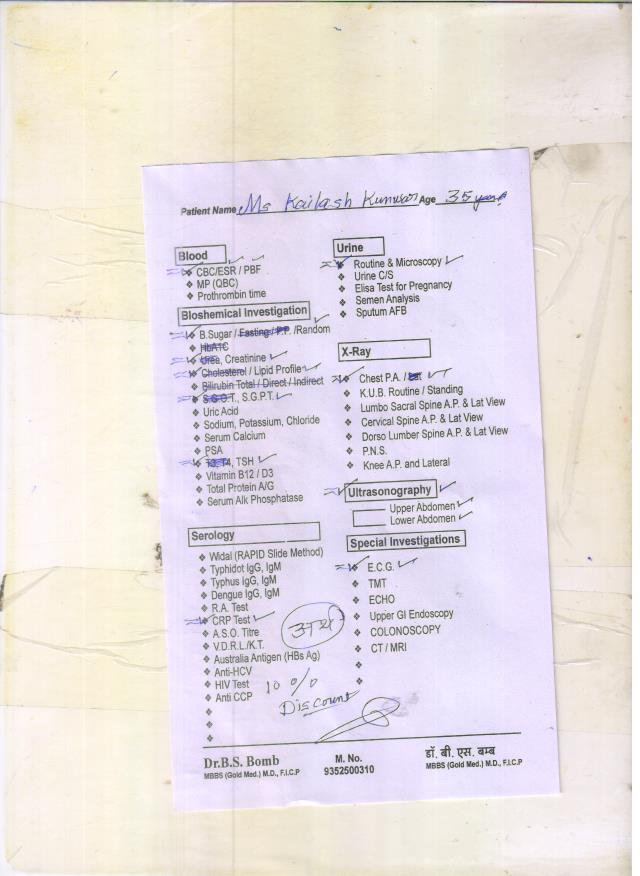 Patient Name Ms Kailash Kunwar Age 35 years
Blood
CBC/ESR / PBF
MP (QBC)
Prothrombin time
Bioshemical Investigation
B.Sugar / Fasting / P.P /Random
HbA1C
Urea, Creatinine
Cholesterol / Lipid Profile
Bilirubin Total / Direct / Indirect
S.G.O.T., S.G.P.T.
Uric Acid
Sodium, Potassium, Chloride
Serum Calcium
PSA
T3, T4, TSH
Vitamin B12 / D3
Total Protein A/G
Serum Alk Phosphatase
Serology
Widal (RAPID Slide Method)
Typhidot IgG, IgM
Typhus IgG, IgM
Dengue IgG, IgM
R.A. Test
CRP Test
A.S.O. Titre
V.D.R.L./K.T.
Australia Antigen (HBs Ag)
Anti-HCV
HIV Test
Anti CCP
10 %
Discount
Urine
Routine & Microscopy
Urine C/S
Elisa Test for Pregnancy
Semen Analysis
Sputum AFB
X-Ray
Chest P.A. / Lat
K.U.B. Routine / Standing
Lumbo Sacral Spine A.P. & Lat View
Cervical Spine A.P. & Lat View
Dorso Lumber Spine A.P. & Lat View
P.N.S.
Knee A.P. and Lateral
Ultrasonography
Upper Abdomen
Lower Abdomen
Special Investigations
E.C.G.
TMT
ECHO
Upper GI Endoscopy
COLONOSCOPY
CT / MRI
Dr.B.S. Bomb
MBBS (Gold Med.) M.D., F.I.C.P
M. No.
9352500310
डॉ. बी. एस. बम्ब
MBBS (Gold Med.) M.D., F.I.C.P